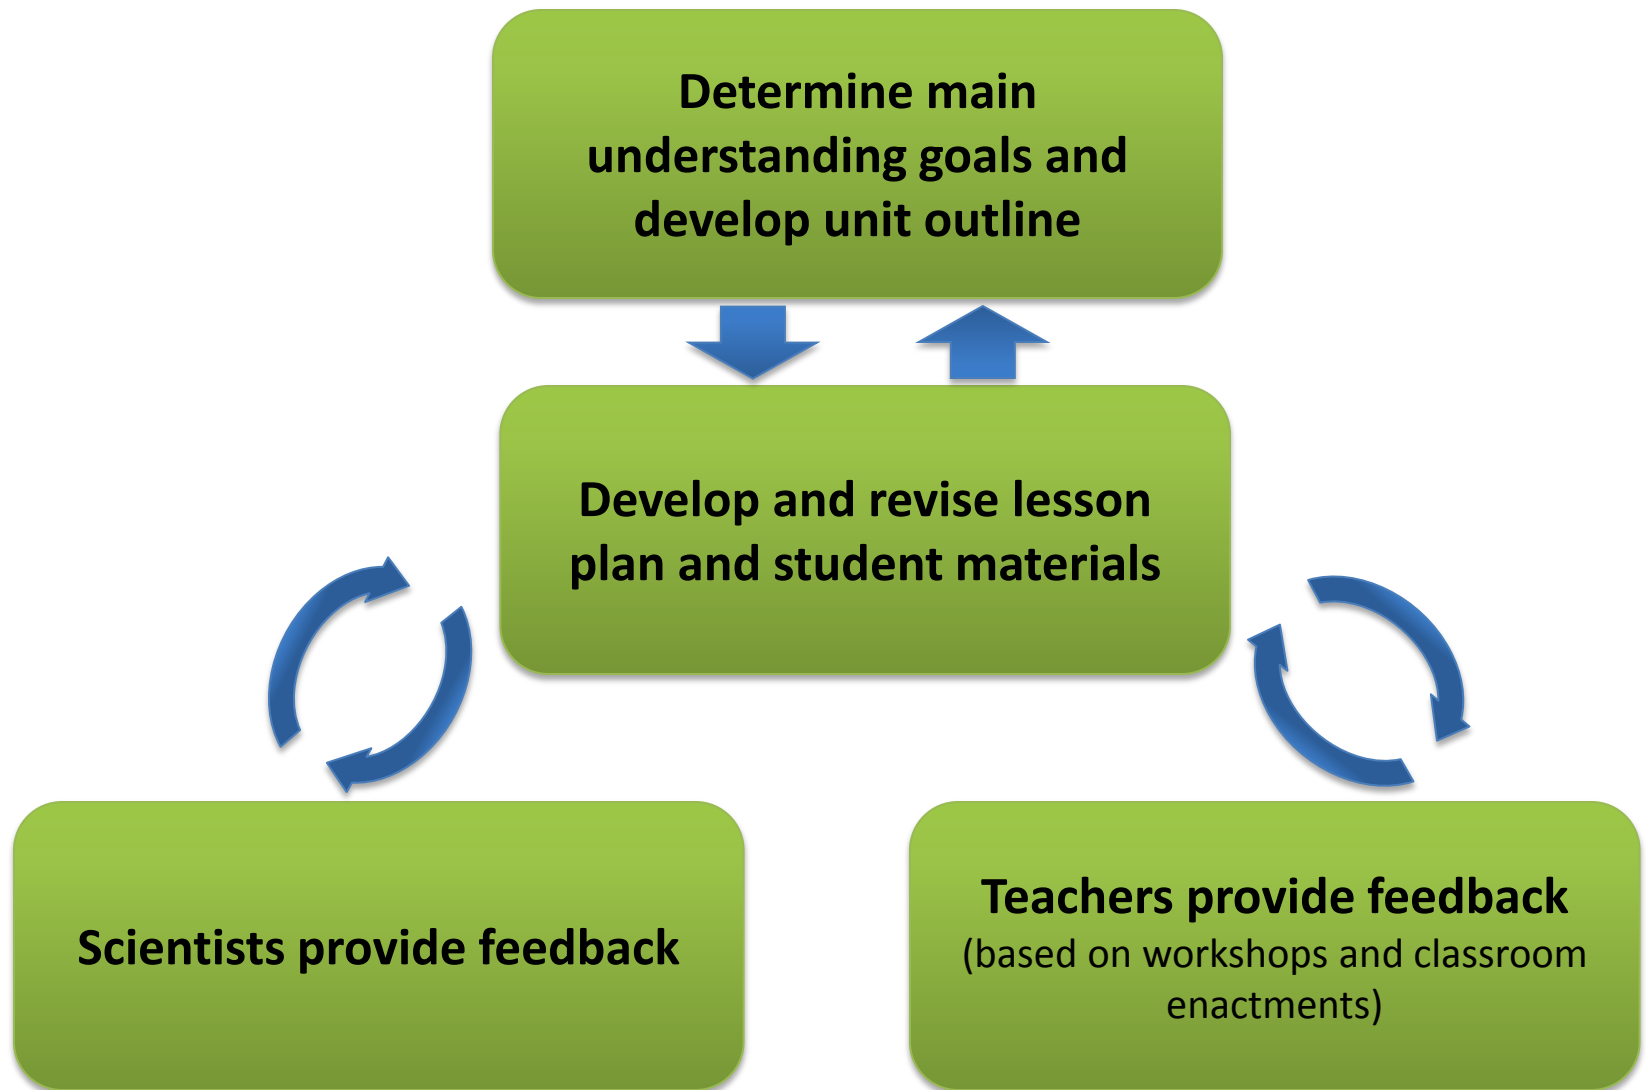 Determine main
understanding goals and
develop unit outline
Develop and revise lesson
plan and student materials
Scientists provide feedback
Teachers provide feedback
(based on workshops and classroom
enactments)